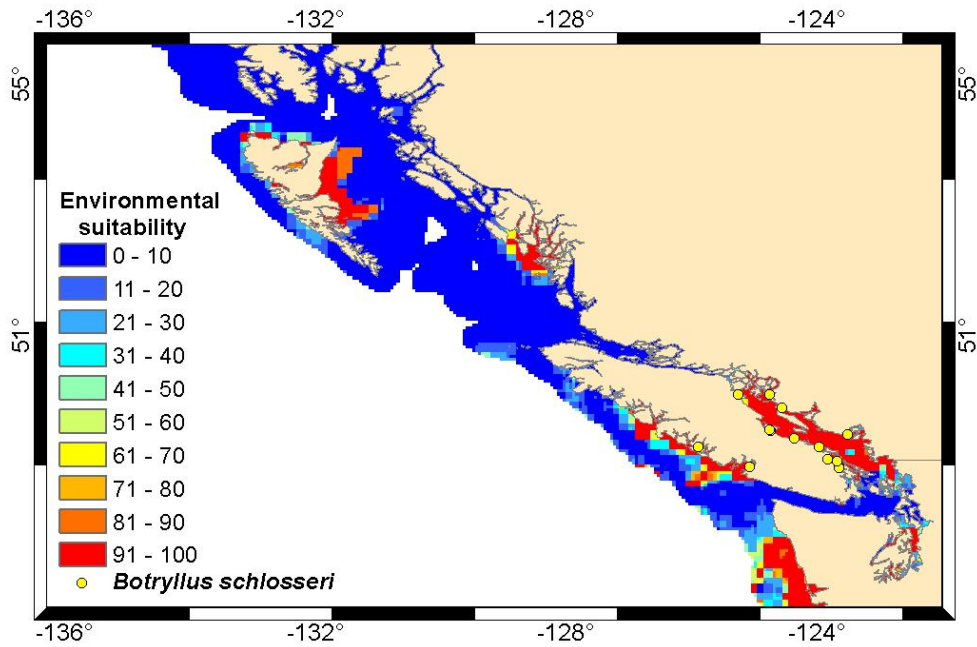 -136°
-132°
-128°
-124°
55°
55°
Environmental
suitability
0 - 10
11 - 20
21 - 30
31 - 40
41 - 50
51 - 60
61 - 70
71 - 80
81 - 90
91 - 100
Botryllus schlosseri
51°
51°
-136°
-132°
-128°
-124°